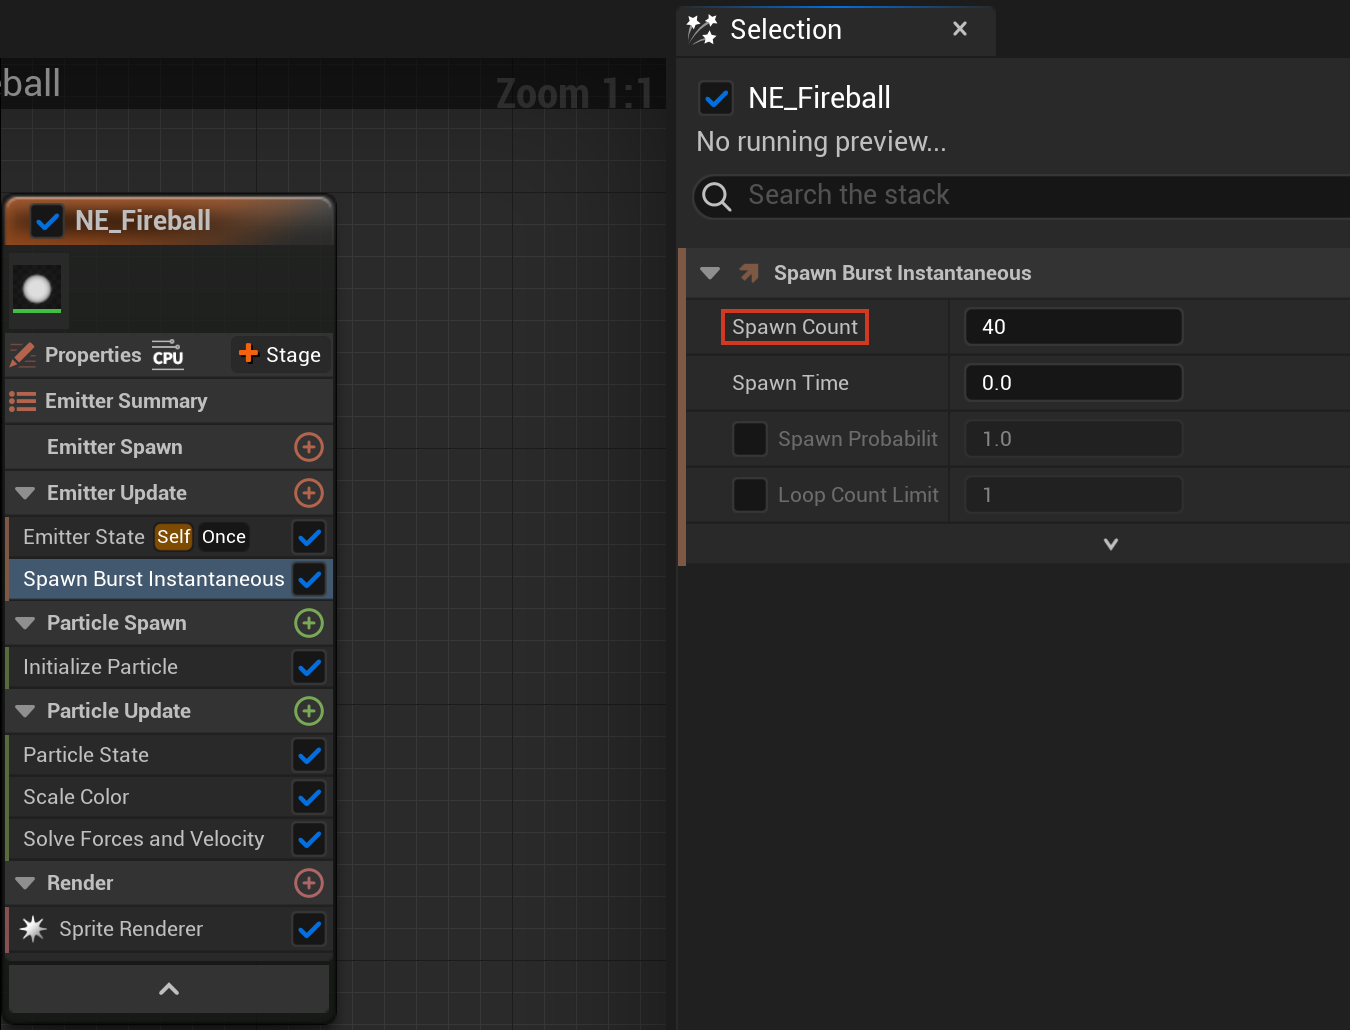 ball
Zoom 1:1
NE_Fireball
Properties CPU Stage
Emitter Summary
Emitter Spawn
Emitter Update
Emitter State Self Once
Spawn Burst Instantaneous
Particle Spawn
Initialize Particle
Particle Update
Particle State
Scale Color
Solve Forces and Velocity
Render
Sprite Renderer
Selection
NE_Fireball
No running preview...
Search the stack
Spawn Burst Instantaneous
Spawn Count 40
Spawn Time 0.0
Spawn Probabilit 1.0
Loop Count Limit 1